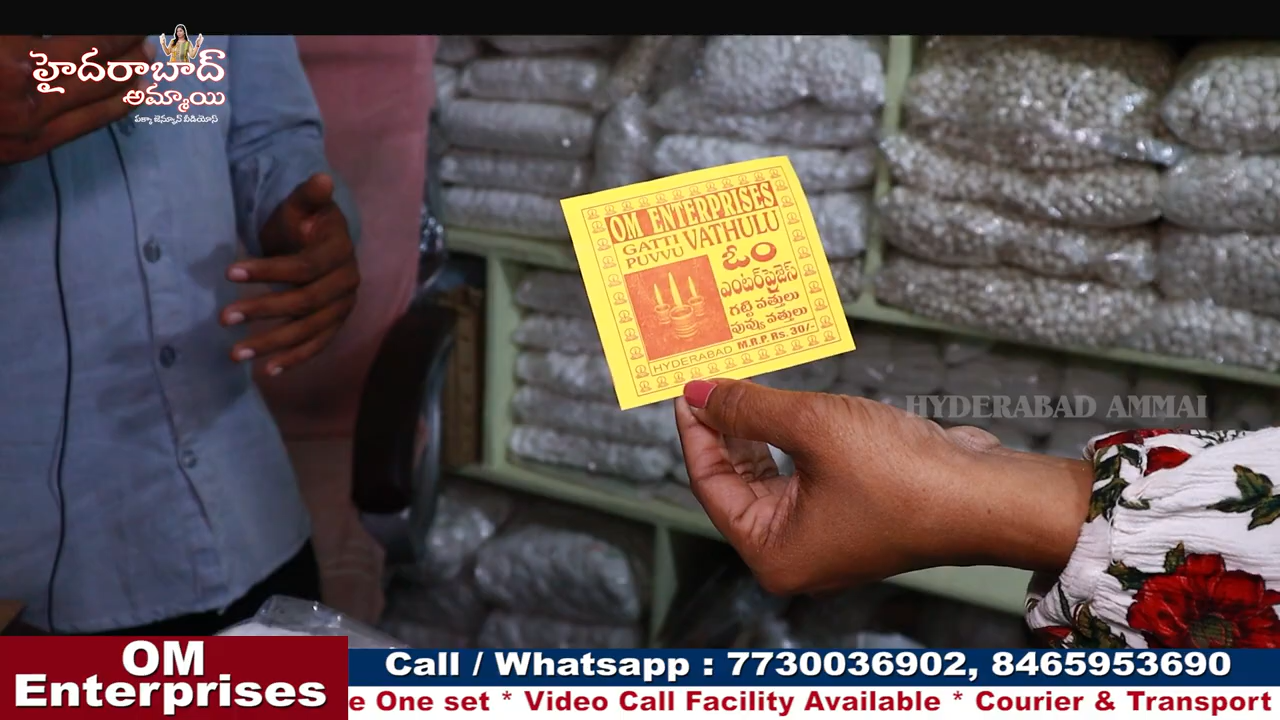 హైదరాబాద్
అమ్మాయి
పక్కా జెన్యూన్ వీడియోస్
OM ENTERPRISES
GATTI
PUVVU
VATHULU
ఓం
ఎంటర్‌ప్రైజెస్
గట్టి వత్తులు
పువ్వు వత్తులు
HYDERABAD
M.R.P. Rs. 30/-
HYDERABAD AMMAI
OM
Enterprises
Call / Whatsapp : 7730036902, 8465953690
e One set * Video Call Facility Available * Courier & Transport